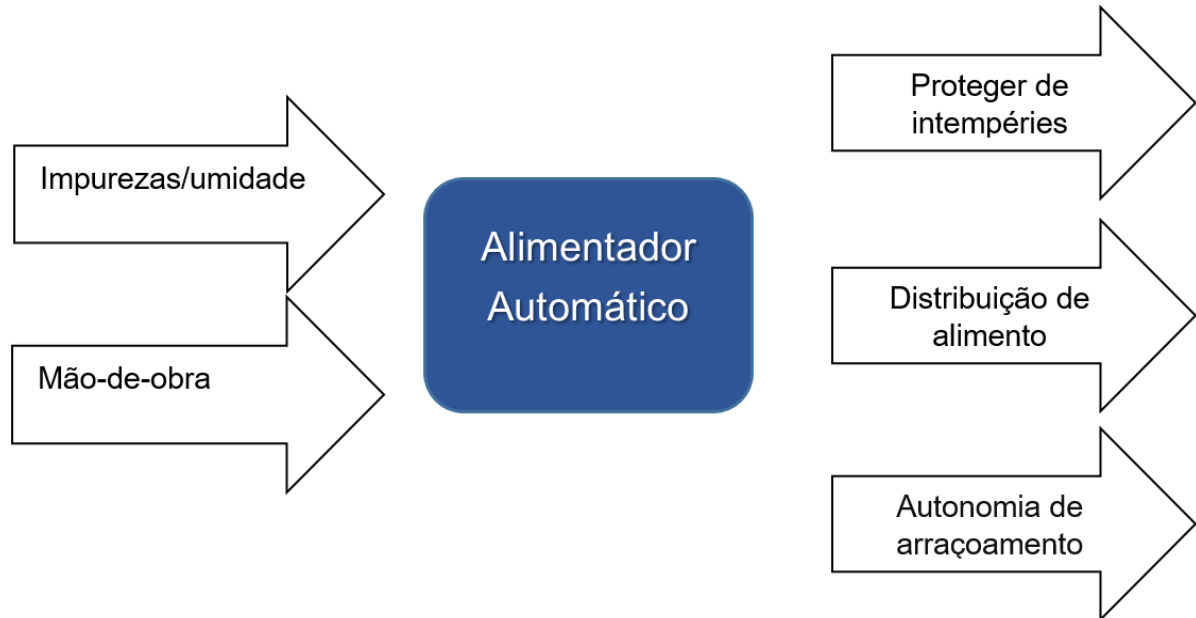 Impurezas/umidade
Mão-de-obra
Alimentador
Automático
Proteger de
intempéries
Distribuição de
alimento
Autonomia de
arraçoamento